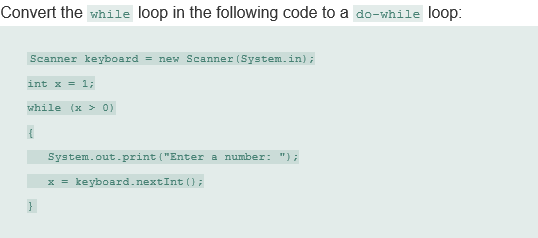 Convert the while loop in the following code to a do-while loop:
Scanner keyboard = new Scanner(System.in);
int x = 1;
while (x > 0)
{
System.out.print("Enter a number: ");
x = keyboard.nextInt();
}